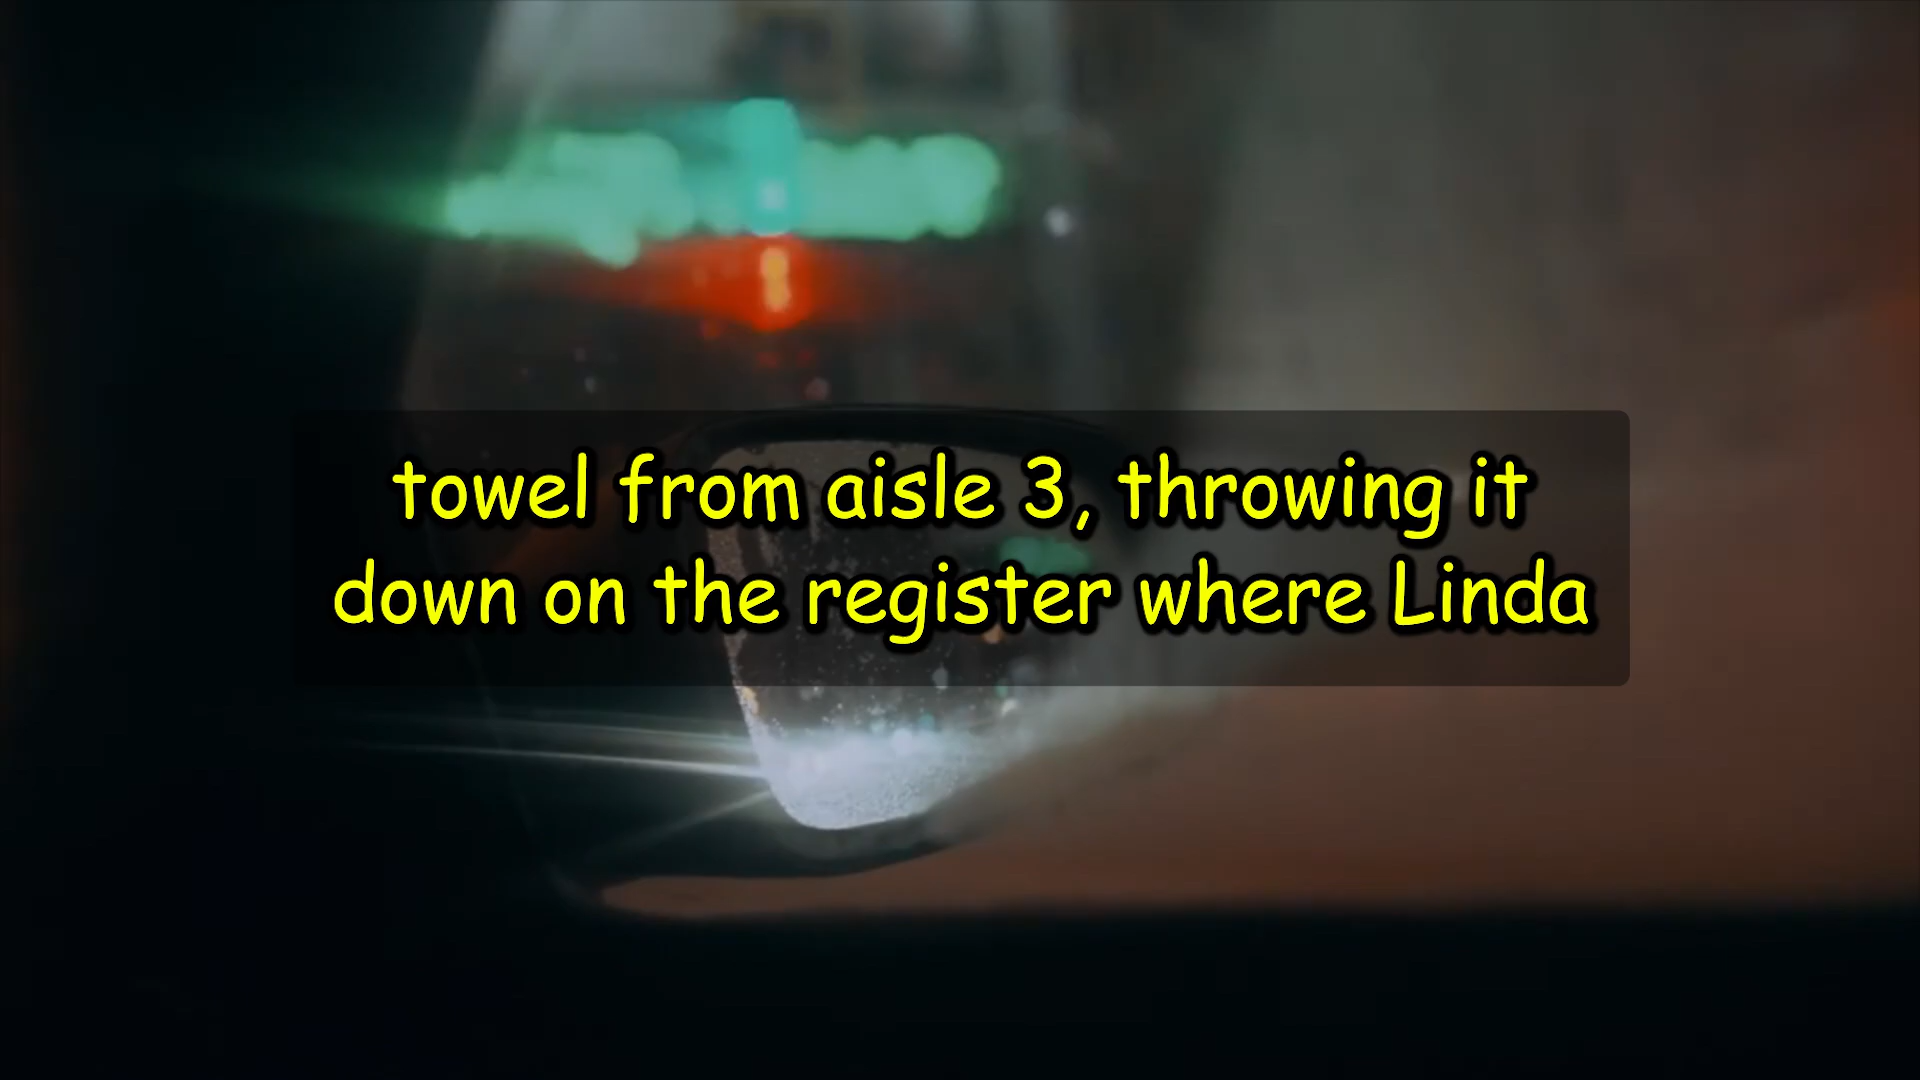 towel from aisle 3, throwing it
down on the register where Linda